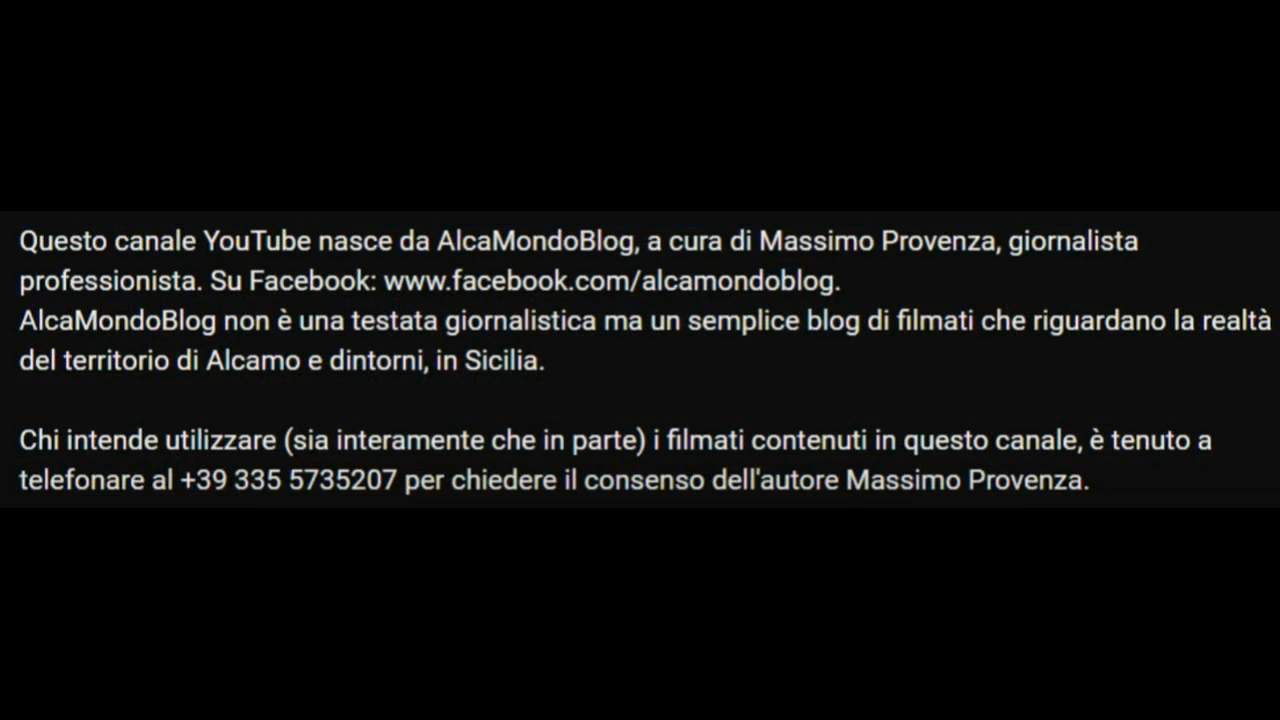 Questo canale YouTube nasce da AlcaMondoBlog, a cura di Massimo Provenza, giornalista
professionista. Su Facebook: www.facebook.com/alcamondoblog.
AlcaMondoBlog non è una testata giornalistica ma un semplice blog di filmati che riguardano la realtà
del territorio di Alcamo e dintorni, in Sicilia.
Chi intende utilizzare (sia interamente che in parte) i filmati contenuti in questo canale, è tenuto a
telefonare al +39 335 5735207 per chiedere il consenso dell'autore Massimo Provenza.